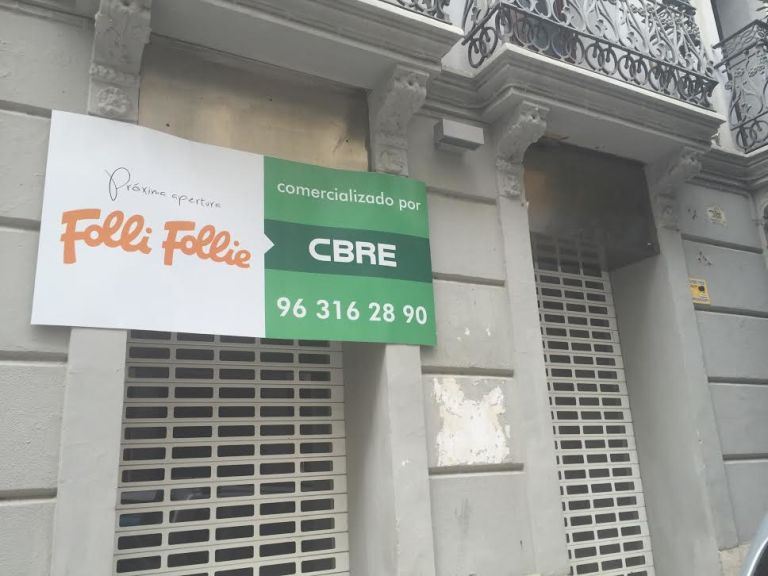 Próxima apertura
Folli Follie
comercializado por
CBRE
96 316 28 90